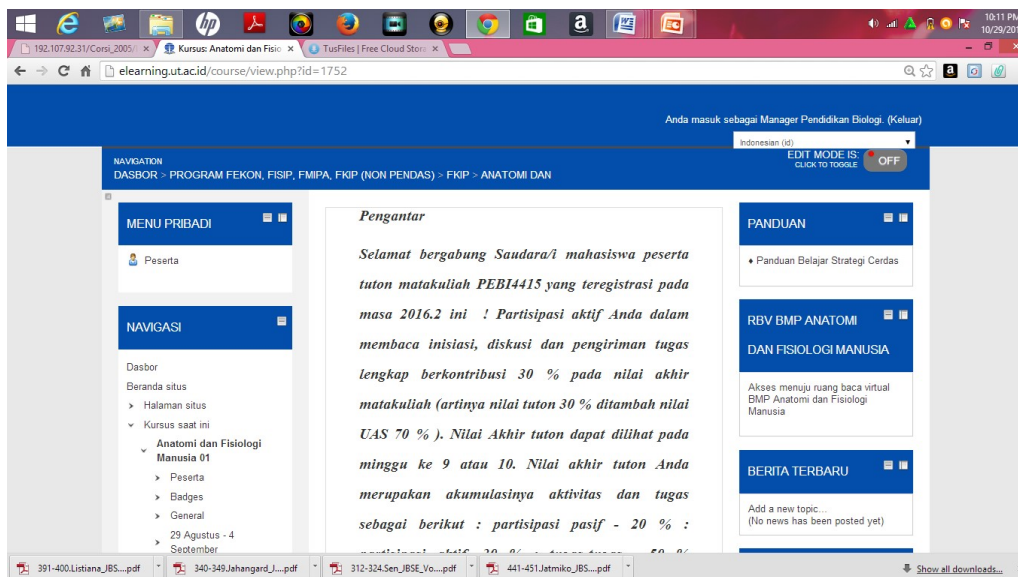 10:11 PM
10/29/201
192.107.92.31/Corsi_2005/
Kursus: Anatomi dan Fisio
TusFiles | Free Cloud Stora
elearning.ut.ac.id/course/view.php?id=1752
Anda masuk sebagai Manager Pendidikan Biologi. (Keluar)
Indonesian (id)
NAVIGATION
DASBOR > PROGRAM FEKON, FISIP, FMIPA, FKIP (NON PENDAS) > FKIP > ANATOMI DAN
EDIT MODE IS:
CLICK TO TOGGLE
OFF
MENU PRIBADI
Peserta
NAVIGASI
Dasbor
Beranda situs
Halaman situs
Kursus saat ini
Anatomi dan Fisiologi
Manusia 01
Peserta
Badges
General
29 Agustus - 4
September
Pengantar
Selamat bergabung Saudara/i mahasiswa peserta
tuton matakuliah PEBI4415 yang teregistrasi pada
masa 2016.2 ini ! Partisipasi aktif Anda dalam
membaca inisiasi, diskusi dan pengiriman tugas
lengkap berkontribusi 30 % pada nilai akhir
matakuliah (artinya nilai tuton 30 % ditambah nilai
UAS 70 % ). Nilai Akhir tuton dapat dilihat pada
minggu ke 9 atau 10. Nilai akhir tuton Anda
merupakan akumulasinya aktivitas dan tugas
sebagai berikut : partisipasi pasif - 20 % :
PANDUAN
♦ Panduan Belajar Strategi Cerdas
RBV BMP ANATOMI
DAN FISIOLOGI MANUSIA
Akses menuju ruang baca virtual
BMP Anatomi dan Fisiologi
Manusia
BERITA TERBARU
Add a new topic...
(No news has been posted yet)
391-400.Listiana_JBS....pdf
340-349.Jahangard_J....pdf
312-324.Sen_JBSE_Vo....pdf
441-451.Jatmiko_JBS....pdf
Show all downloads...